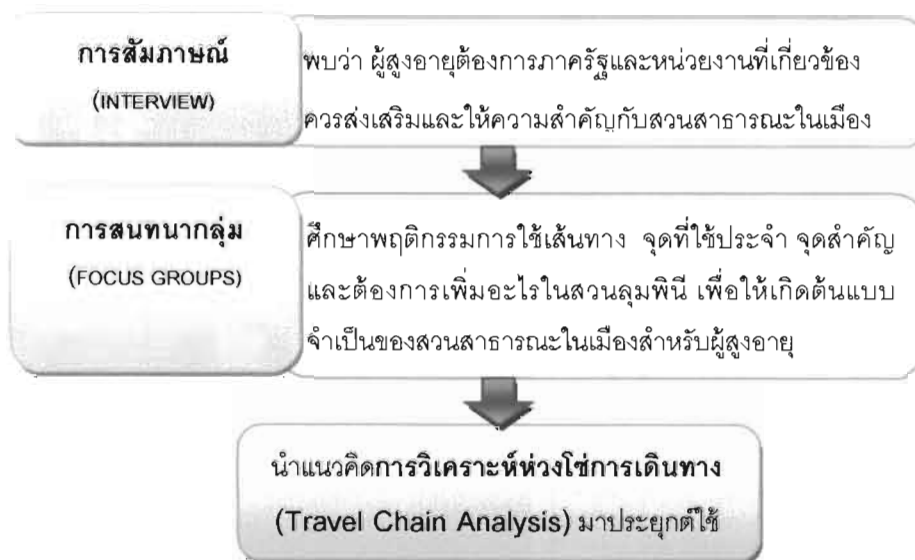 การสัมภาษณ์
(INTERVIEW)
พบว่า ผู้สูงอายุต้องการภาครัฐและหน่วยงานที่เกี่ยวข้อง
ควรส่งเสริมและให้ความสำคัญกับสวนสาธารณะในเมือง
การสนทนากลุ่ม
(FOCUS GROUPS)
ศึกษาพฤติกรรมการใช้เส้นทาง จุดที่ใช้ประจำ จุดสำคัญ
และต้องการเพิ่มอะไรในสวนลุมพินี เพื่อให้เกิดต้นแบบ
จำเป็นของสวนสาธารณะในเมืองสำหรับผู้สูงอายุ
นำแนวคิดการวิเคราะห์ห่วงโซ่การเดินทาง
(Travel Chain Analysis) มาประยุกต์ใช้